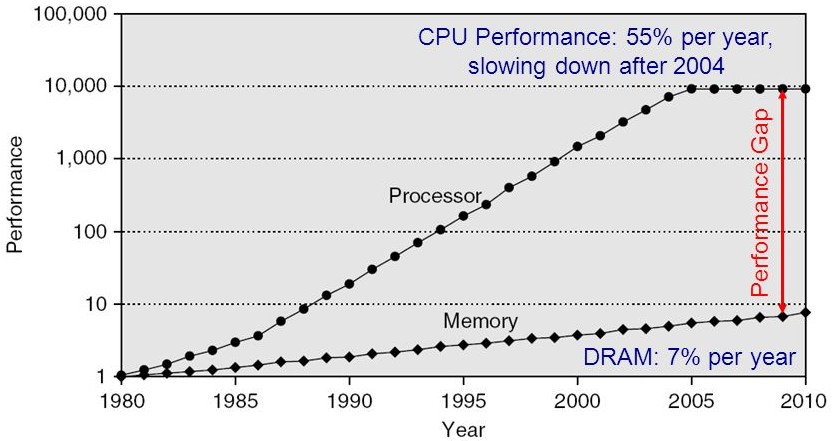 100,000
CPU Performance: 55% per year,
slowing down after 2004
10,000
1,000
Processor
100
10
Memory
DRAM: 7% per year
1
Performance
Performance Gap
1980 1985 1990 1995 2000 2005 2010
Year